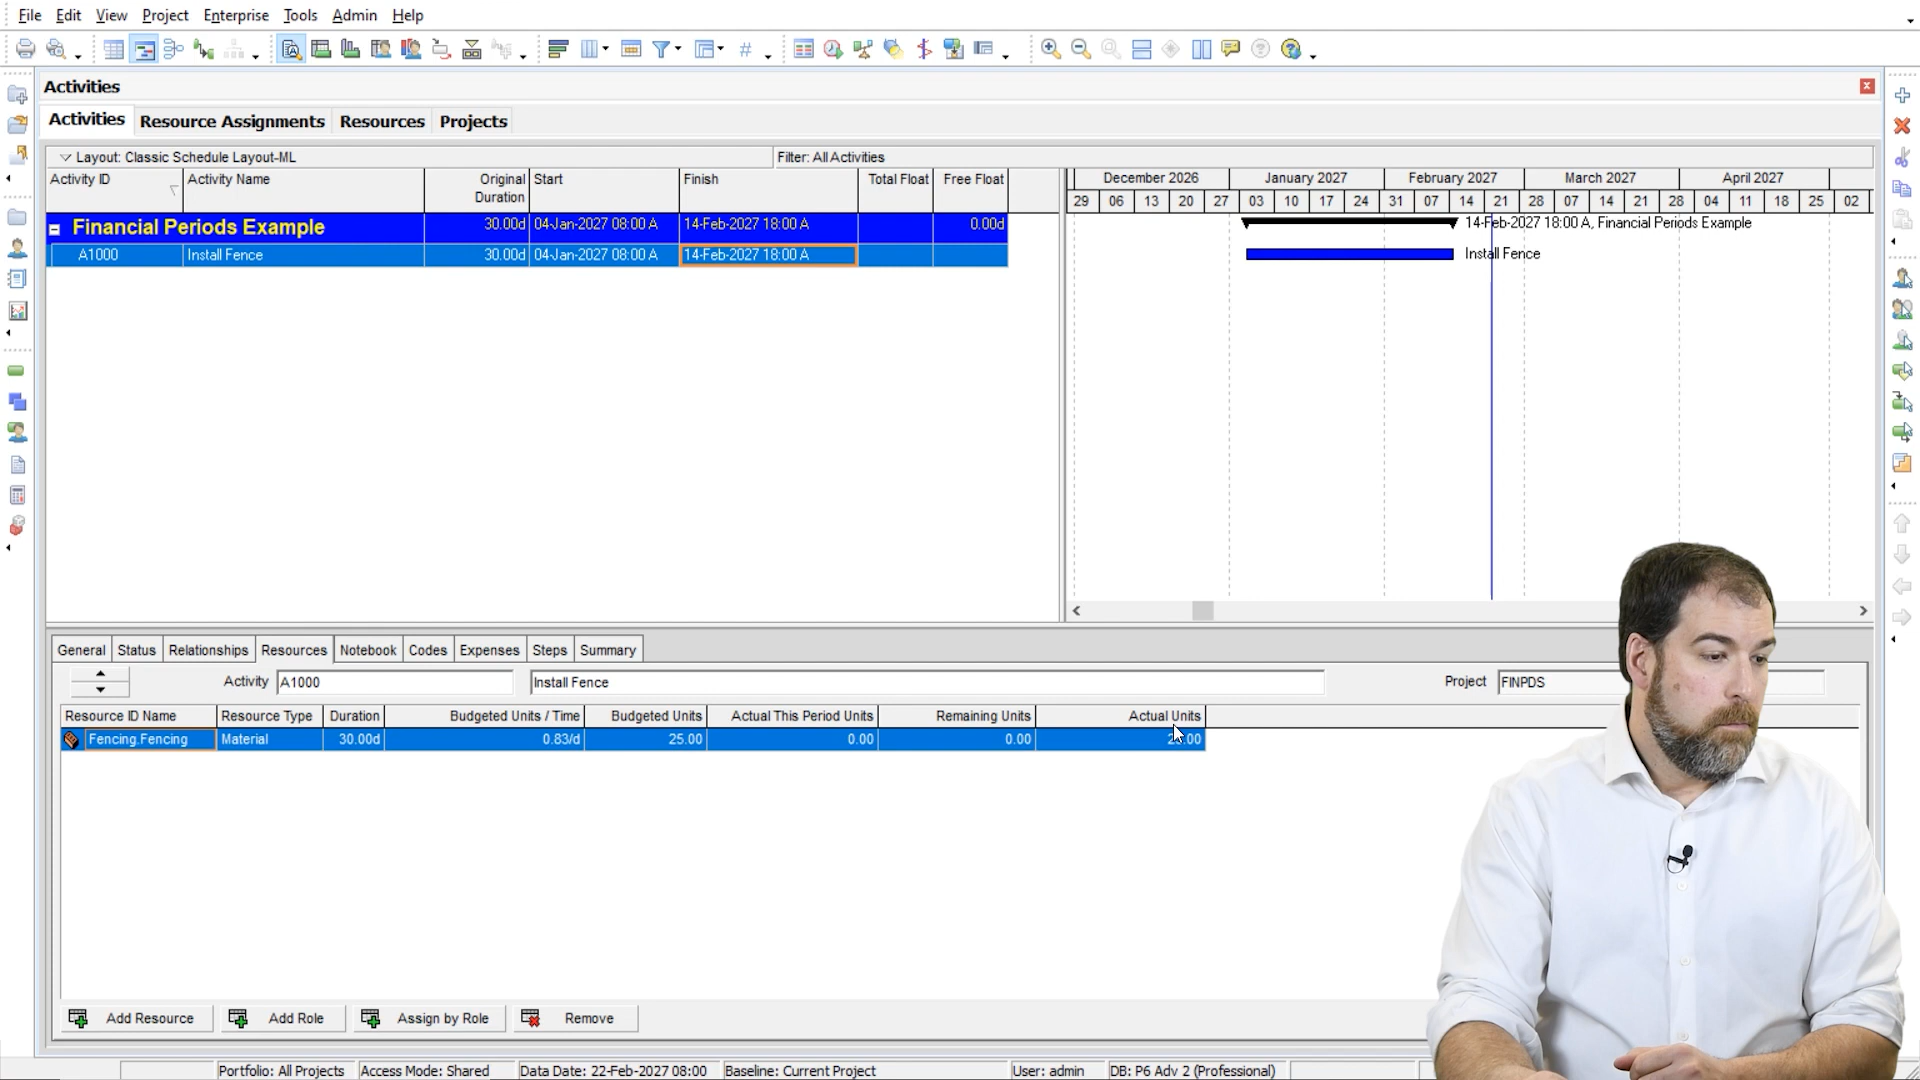 File Edit View Project Enterprise Tools Admin Help
Activities
Activities Resource Assignments Resources Projects
Layout: Classic Schedule Layout-ML Filter: All Activities
Activity ID Activity Name Original Duration Start Finish Total Float Free Float
December 2026 January 2027 February 2027 March 2027 April 2027
29 06 13 20 27 03 10 17 24 31 07 14 21 28 07 14 21 28 04 11 18 25 02
Financial Periods Example 30.00d 04-Jan-2027 08:00 A 14-Feb-2027 18:00 A 0.00d
14-Feb-2027 18:00 A, Financial Periods Example
A1000 Install Fence 30.00d 04-Jan-2027 08:00 A 14-Feb-2027 18:00 A
Install Fence
General Status Relationships Resources Notebook Codes Expenses Steps Summary
Activity A1000 Install Fence Project FINPDS
Resource ID Name Resource Type Duration Budgeted Units / Time Budgeted Units Actual This Period Units Remaining Units Actual Units
Fencing.Fencing Material 30.00d 0.83/d 25.00 0.00 0.00
Add Resource Add Role Assign by Role Remove
Portfolio: All Projects Access Mode: Shared Data Date: 22-Feb-2027 08:00 Baseline: Current Project User: admin DB: P6 Adv 2 (Professional)